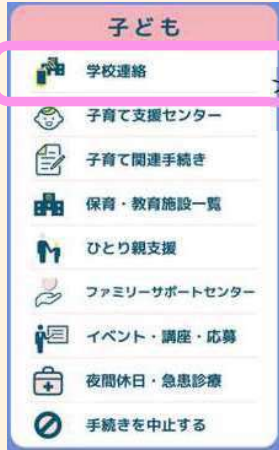 子ども
学校連絡
子育て支援センター
子育て関連手続き
保育・教育施設一覧
ひとり親支援
ファミリーサポートセンター
イベント・講座・応募
夜間休日・急患診療
手続きを中止する